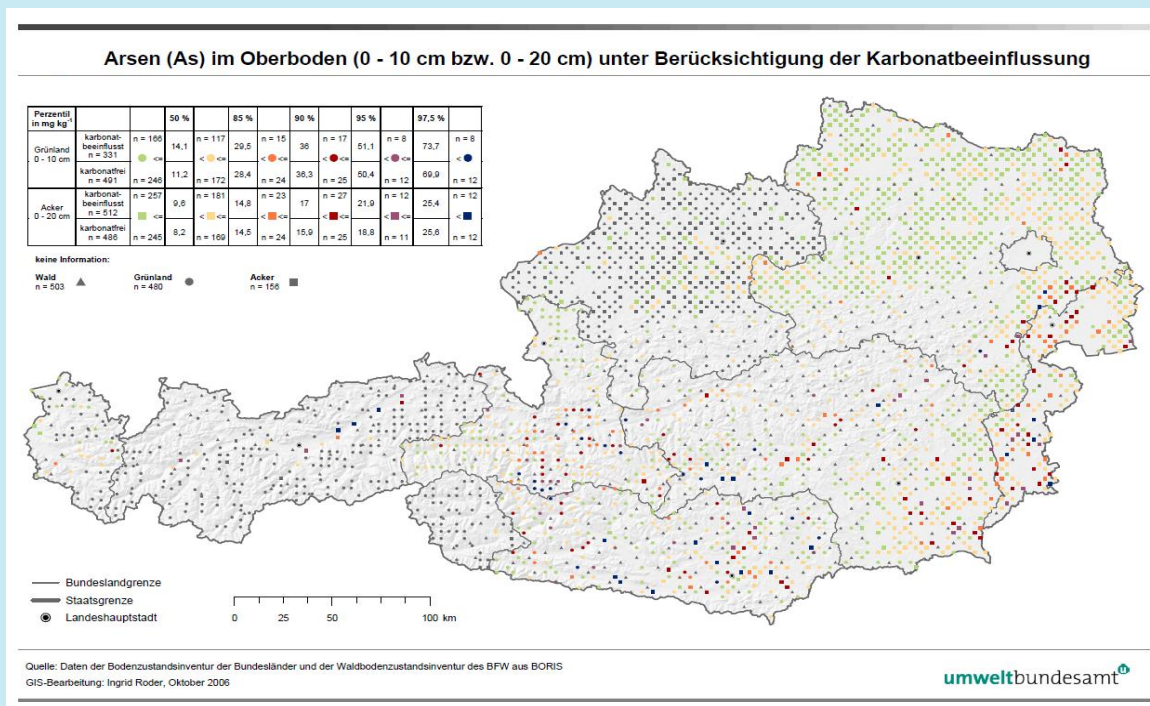 Arsen (As) im Oberboden (0 - 10 cm bzw. 0 - 20 cm) unter Berücksichtigung der Karbonatbeeinflussung
Perzentil in mg kg-1 50 % 85 % 90 % 95 % 97,5 %
Grünland 0 - 10 cm
karbonat-beeinflusst n = 331 n = 166 14,1 n = 117 29,5 n = 15 36 n = 17 51,1 n = 8 73,7 n = 8
<= < <= < <= < <= < <= <
karbonatfrei n = 491 n = 246 11,2 n = 172 28,4 n = 24 36,3 n = 25 50,4 n = 12 69,9 n = 12
Acker 0 - 20 cm
karbonat-beeinflusst n = 512 n = 257 9,6 n = 181 14,8 n = 23 17 n = 27 21,9 n = 12 25,4 n = 12
<= < <= < <= < <= < <= <
karbonatfrei n = 486 n = 245 8,2 n = 169 14,5 n = 24 15,9 n = 25 18,8 n = 11 25,6 n = 12
keine Information:
Wald Grünland Acker
n = 503 n = 480 n = 156
Bundeslandgrenze
Staatsgrenze
Landeshauptstadt
0 25 50 100 km
Quelle: Daten der Bodenzustandsinventur der Bundesländer und der Waldbodenzustandsinventur des BFW aus BORIS
GIS-Bearbeitung: Ingrid Roder, Oktober 2006
umweltbundesamt